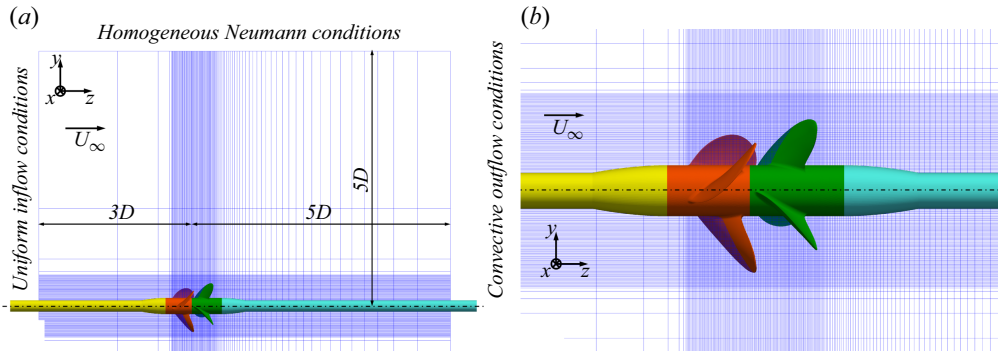 (a)
Homogeneous Neumann conditions
Uniform inflow conditions
y
x
z
U∞
3D
5D
5D
Convective outflow conditions
(b)
U∞
y
x
z